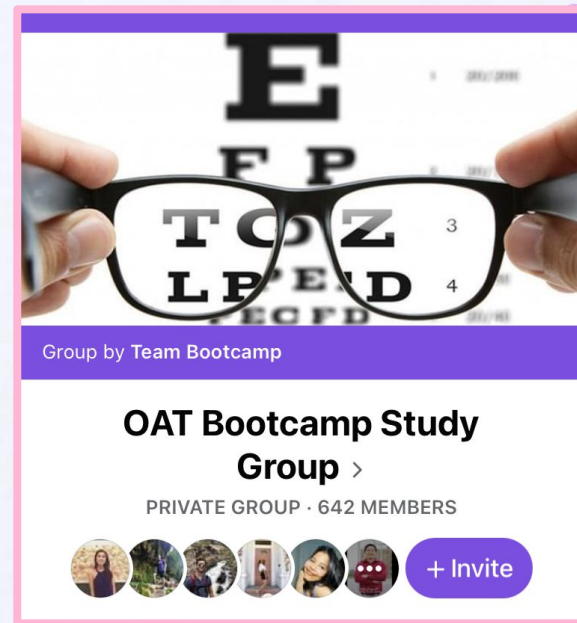 E
F P
T O Z 3
L P E D 4
P E C F D
Group by Team Bootcamp
OAT Bootcamp Study
Group >
PRIVATE GROUP · 642 MEMBERS
+ Invite